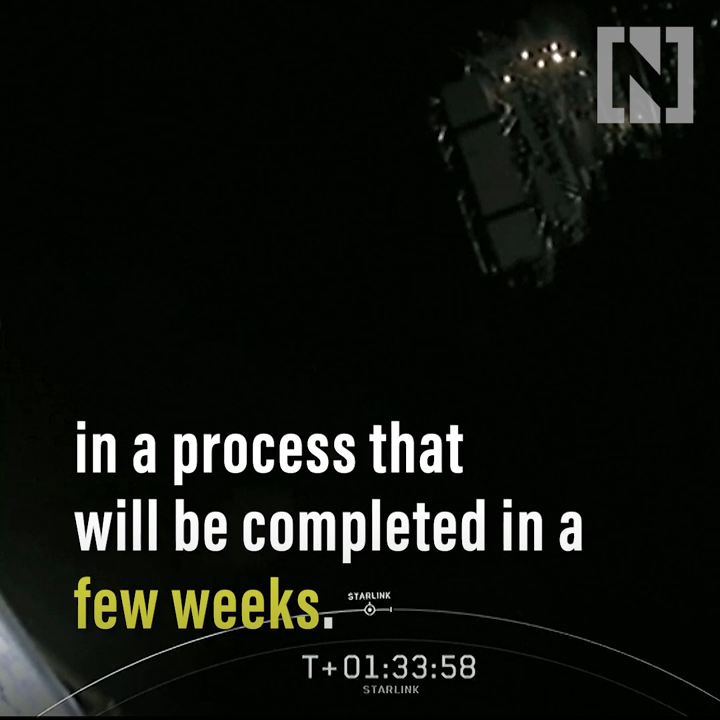 [N]
in a process that
will be completed in a
few weeks.
STARLINK
T+01:33:58
STARLINK